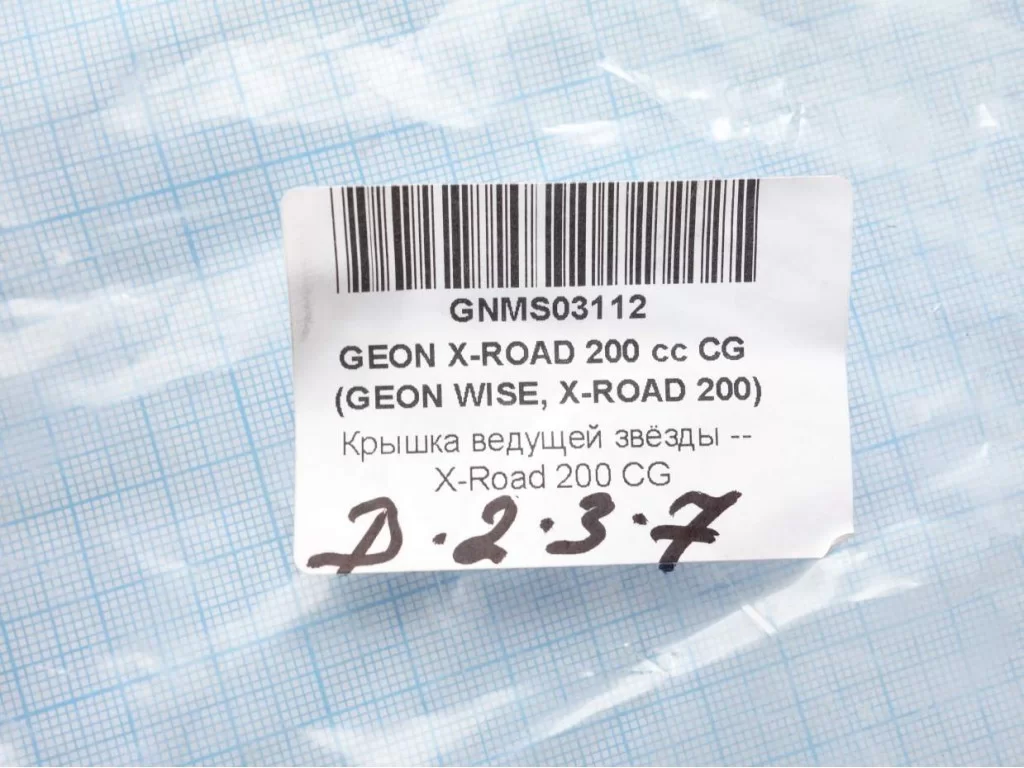 GNMS03112
GEON X-ROAD 200 cc CG
(GEON WISE, X-ROAD 200)
Крышка ведущей звёзды --
X-Road 200 CG
D.2.3.7